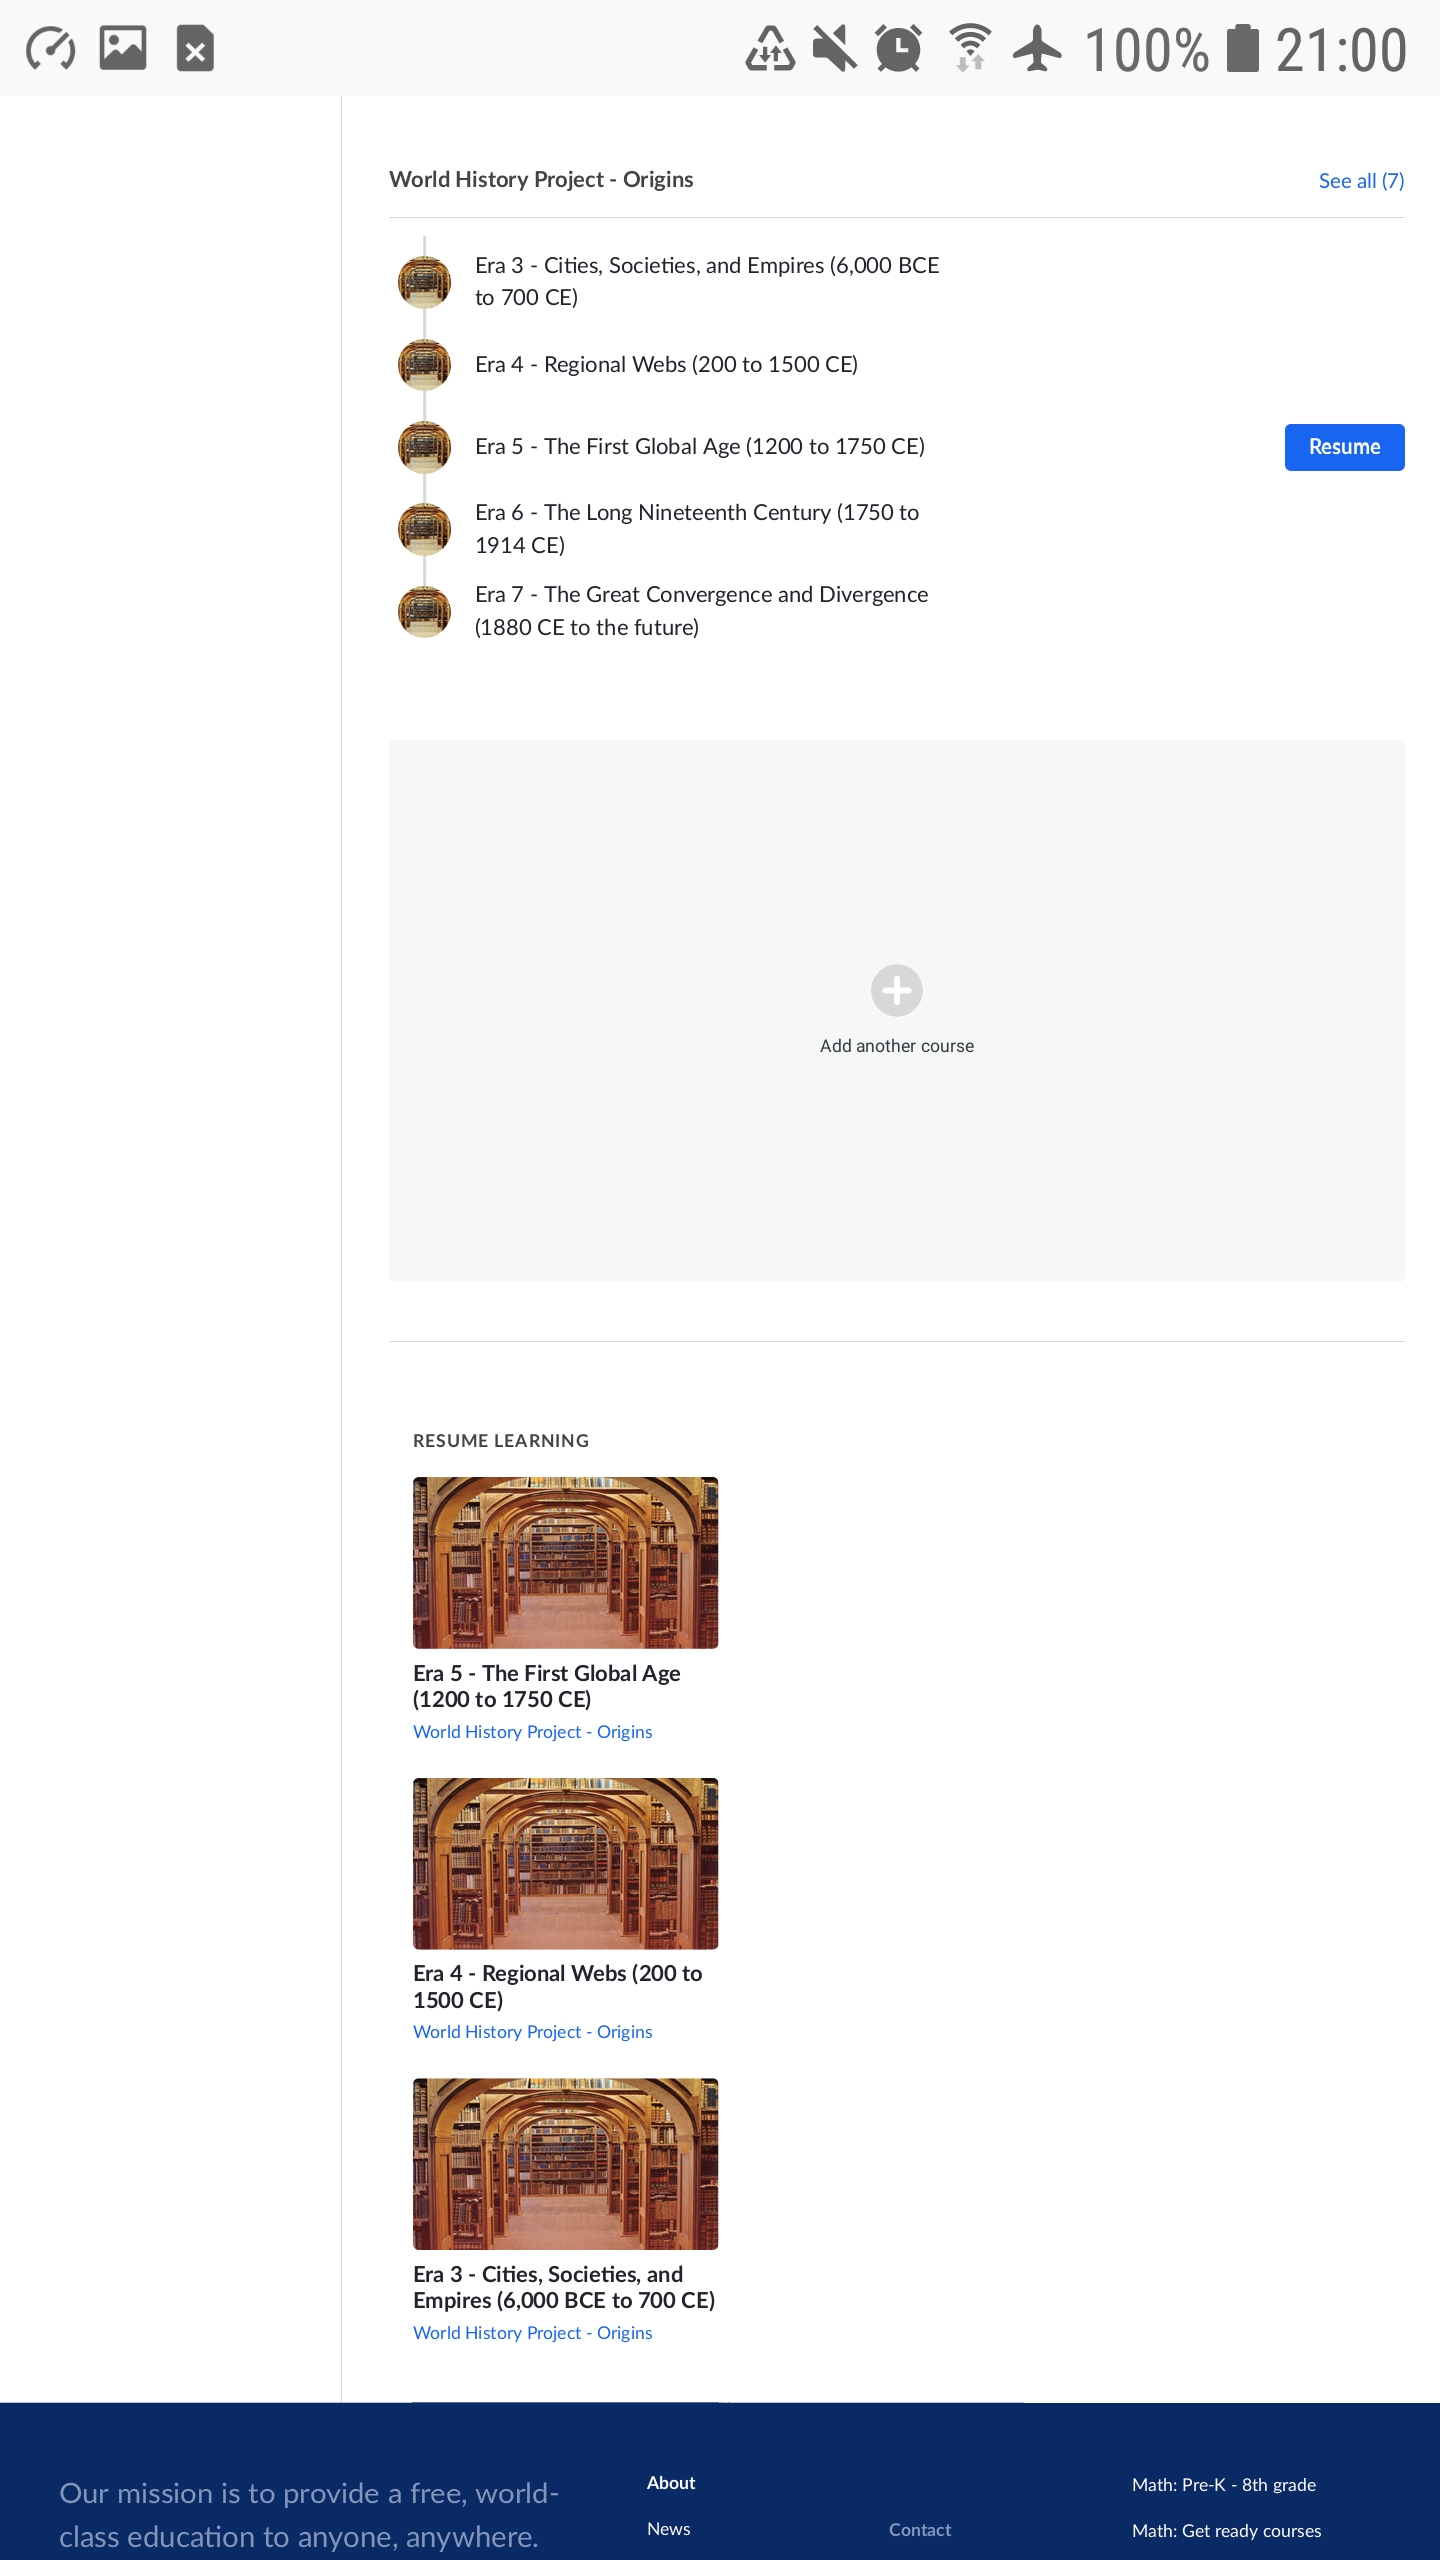 100% 21:00
World History Project - Origins
See all (7)
Era 3 - Cities, Societies, and Empires (6,000 BCE
to 700 CE)
Era 4 - Regional Webs (200 to 1500 CE)
Era 5 - The First Global Age (1200 to 1750 CE)
Resume
Era 6 - The Long Nineteenth Century (1750 to
1914 CE)
Era 7 - The Great Convergence and Divergence
(1880 CE to the future)
Add another course
RESUME LEARNING
Era 5 - The First Global Age
(1200 to 1750 CE)
World History Project - Origins
Era 4 - Regional Webs (200 to
1500 CE)
World History Project - Origins
Era 3 - Cities, Societies, and
Empires (6,000 BCE to 700 CE)
World History Project - Origins
Our mission is to provide a free, world-
class education to anyone, anywhere.
About
News
Contact
Math: Pre-K - 8th grade
Math: Get ready courses